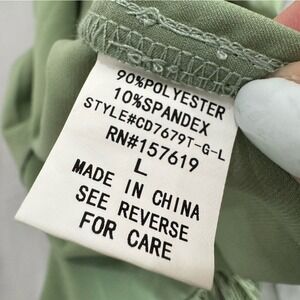 90%POLYESTER
10%SPANDEX
STYLE#CD7679T-G-L
RN#157619
L
MADE IN CHINA
SEE REVERSE
FOR CARE